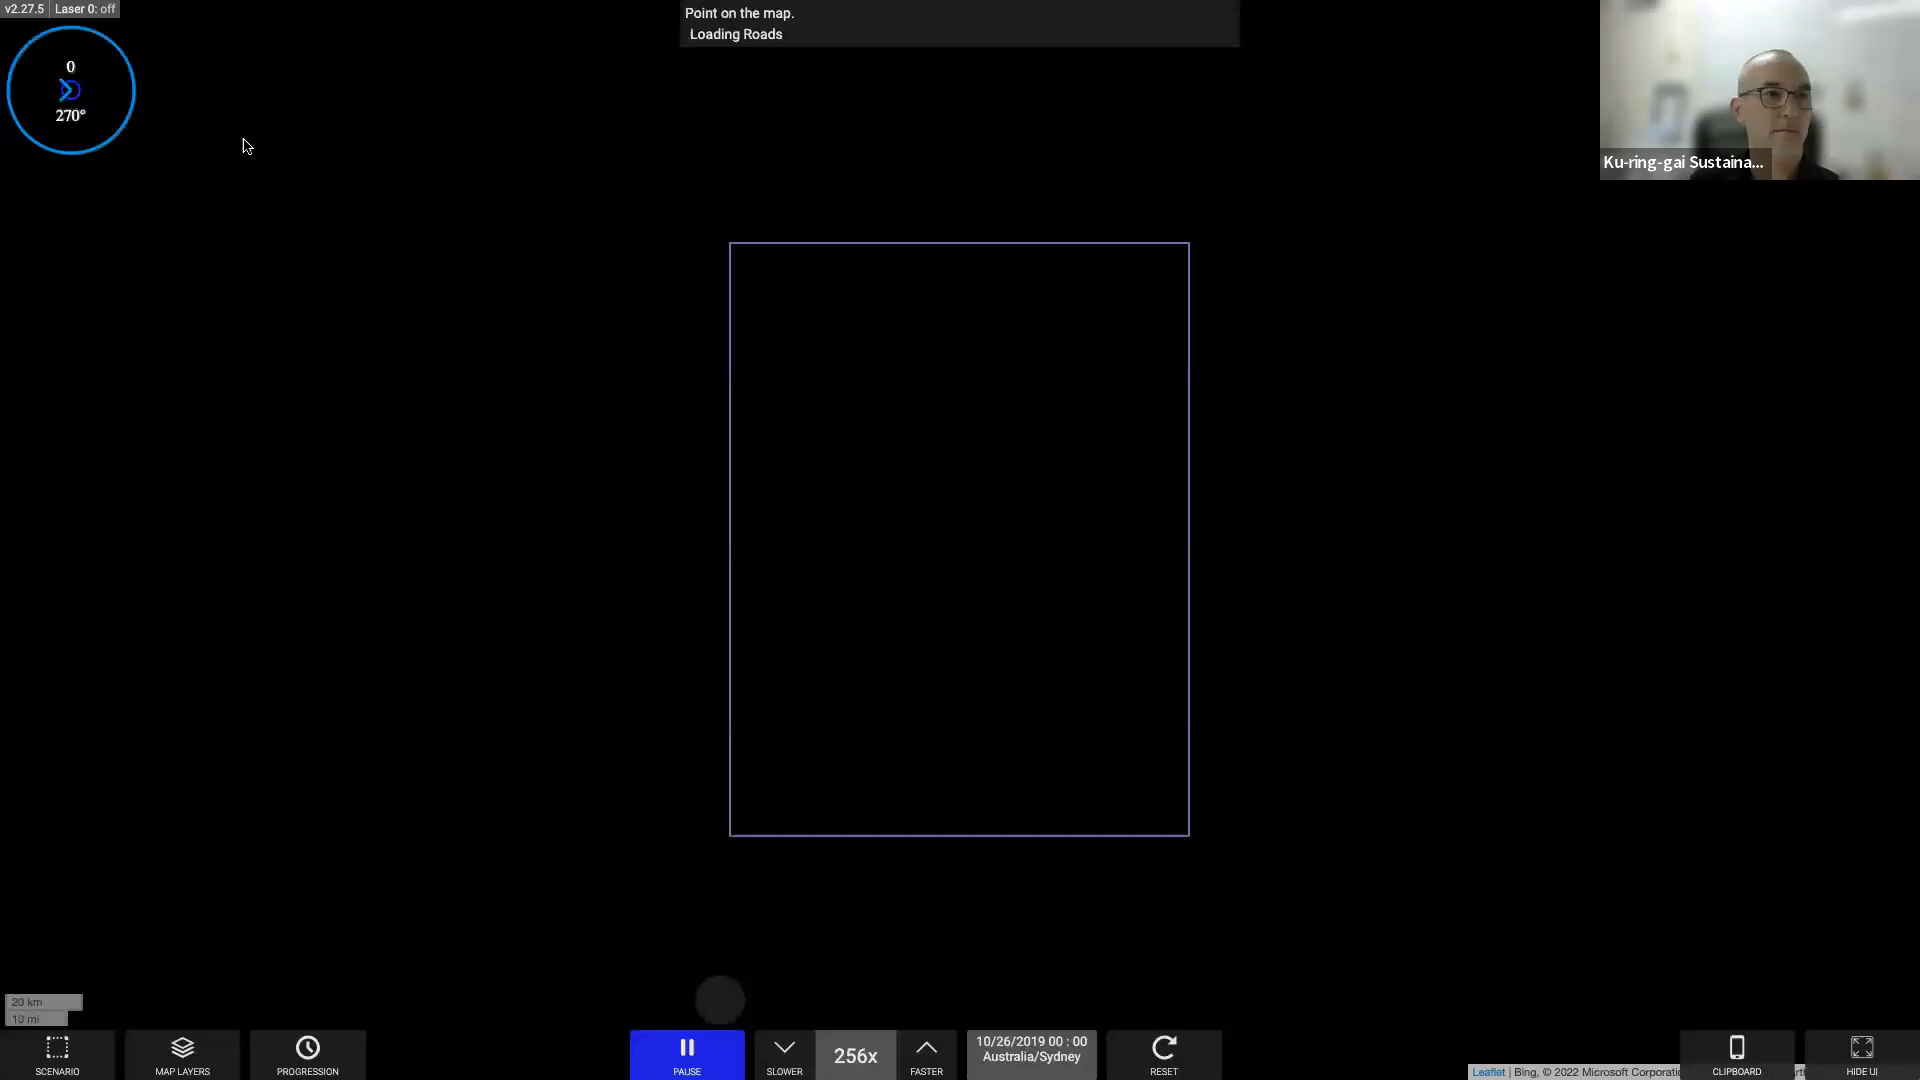 v2.27.5 Laser 0: off
Point on the map.
Loading Roads
0
270°
Ku-ring-gai Sustaina...
20 km
10 mi
SCENARIO
MAP LAYERS
PROGRESSION
PAUSE
SLOWER
256x
FASTER
10/26/2019 00 : 00
Australia/Sydney
RESET
Leaflet | Bing, © 2022 Microsoft Corporati
CLIPBOARD
HIDE UI